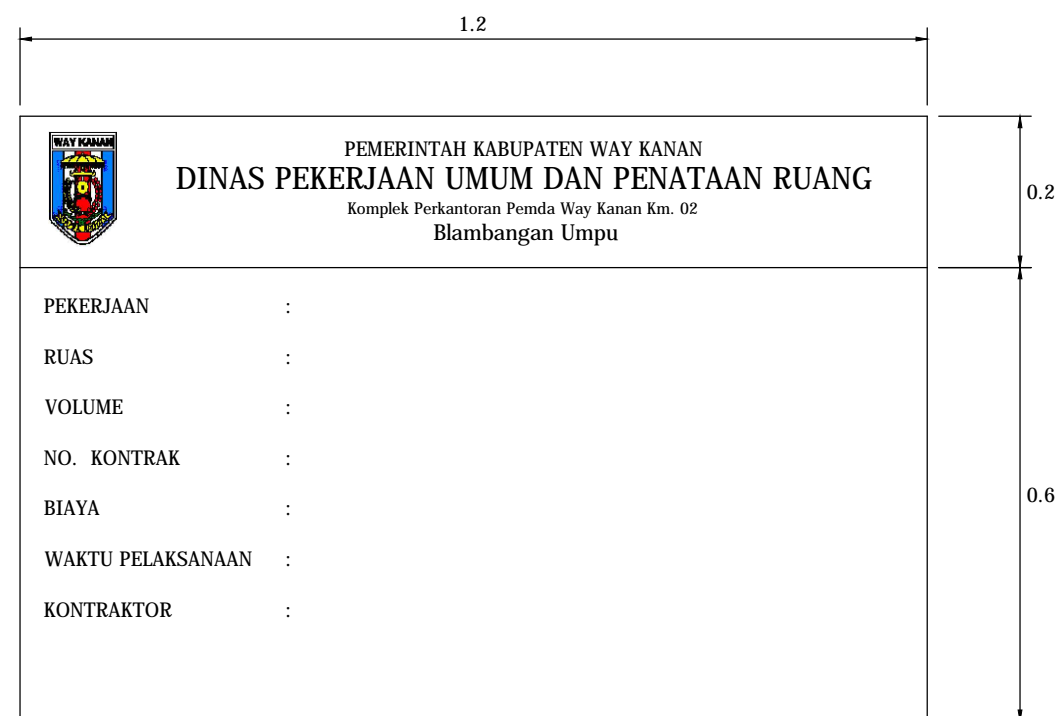 1.2
WAY KANAN
PEMERINTAH KABUPATEN WAY KANAN
DINAS PEKERJAAN UMUM DAN PENATAAN RUANG
Komplek Perkantoran Pemda Way Kanan Km. 02
Blambangan Umpu
0.2
PEKERJAAN :
RUAS :
VOLUME :
NO. KONTRAK :
BIAYA :
0.6
WAKTU PELAKSANAAN :
KONTRAKTOR :